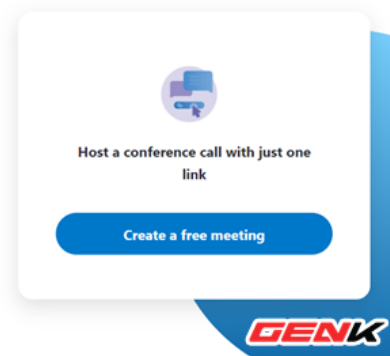 Host a conference call with just one
link
Create a free meeting
GENK